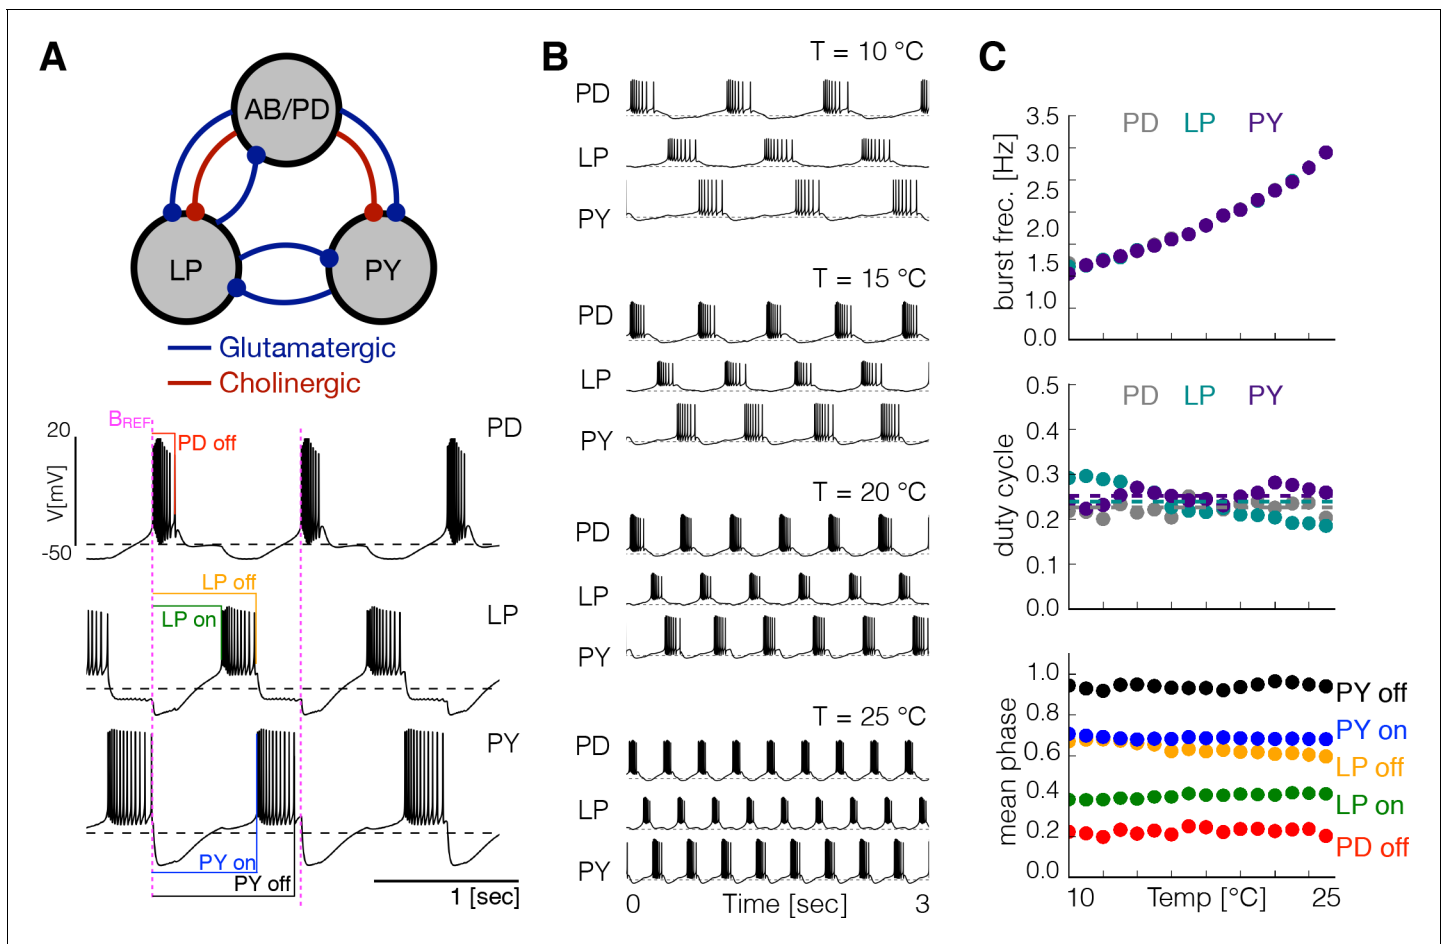 A
AB/PD
LP
PY
Glutamatergic
Cholinergic
BREF
PD off
PD
20
V[mV]
-50
LP off
LP on
LP
PY
PY on
PY off
1 [sec]
B
T = 10 °C
PD
LP
PY
T = 15 °C
PD
LP
PY
T = 20 °C
PD
LP
PY
T = 25 °C
PD
LP
PY
0 Time [sec] 3
C
PD LP PY
burst frec. [Hz]
3.5
3.0
2.5
2.0
1.5
1.0
0.0
PD LP PY
duty cycle
0.5
0.4
0.3
0.2
0.1
0.0
mean phase
1.0
0.8
0.6
0.4
0.2
0.0
PY off
PY on
LP off
LP on
PD off
10 Temp [°C] 25